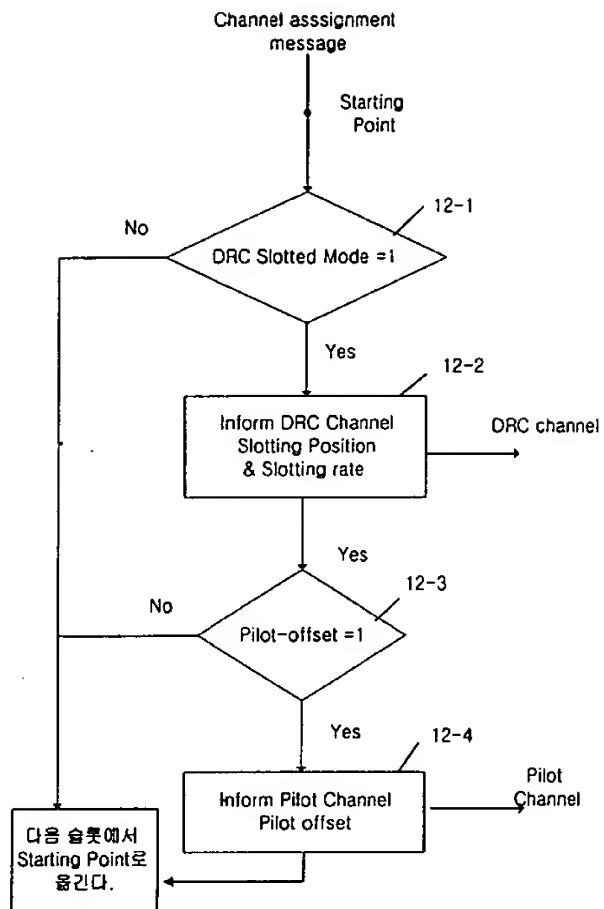 Channel asssignment
message
Starting
Point
12-1
No
DRC Slotted Mode =1
Yes
12-2
Inform DRC Channel
Slotting Position
& Slotting rate
DRC channel
Yes
12-3
No
Pilot-offset =1
Yes
12-4
Inform Pilot Channel
Pilot offset
Pilot
Channel
다음 슬롯에서
Starting Point로
옮긴다.